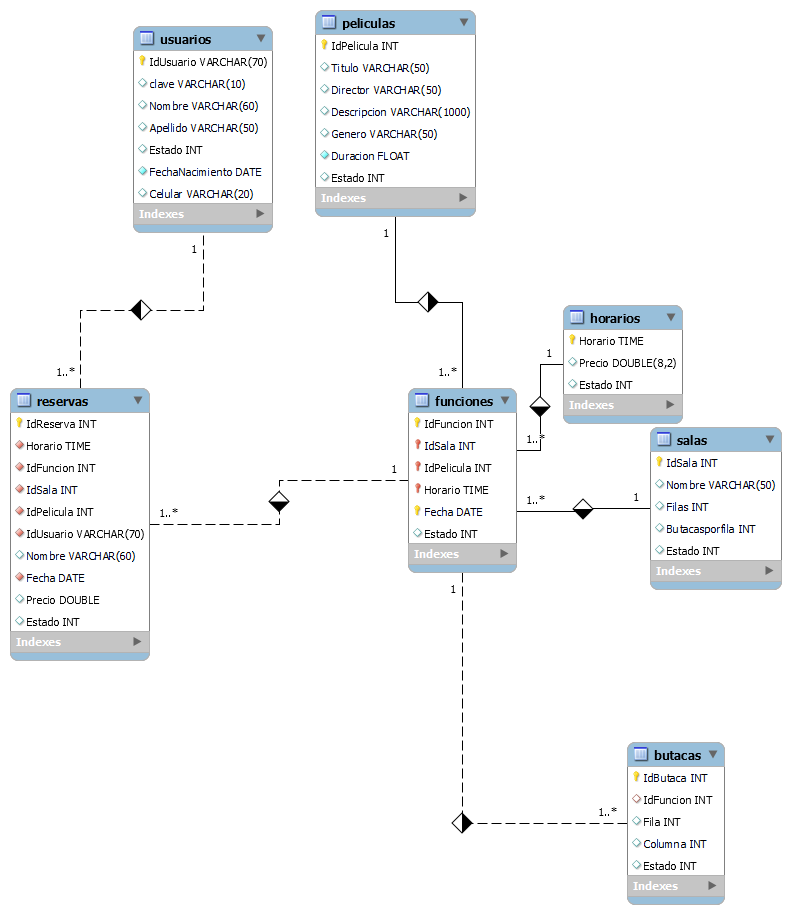 usuarios
IdUsuario VARCHAR(70)
clave VARCHAR(10)
Nombre VARCHAR(60)
Apellido VARCHAR(50)
Estado INT
FechaNacimiento DATE
Celular VARCHAR(20)
Indexes
peliculas
IdPelicula INT
Titulo VARCHAR(50)
Director VARCHAR(50)
Descripcion VARCHAR(1000)
Genero VARCHAR(50)
Duracion FLOAT
Estado INT
Indexes
1
1
1..*
1..*
horarios
Horario TIME
Precio DOUBLE(8,2)
Estado INT
Indexes
1
1..*
reservas
IdReserva INT
Horario TIME
IdFuncion INT
IdSala INT
IdPelicula INT
IdUsuario VARCHAR(70)
Nombre VARCHAR(60)
Fecha DATE
Precio DOUBLE
Estado INT
Indexes
1..*
1
funciones
IdFuncion INT
IdSala INT
IdPelicula INT
Horario TIME
Fecha DATE
Estado INT
Indexes
1..*
1
salas
IdSala INT
Nombre VARCHAR(50)
Filas INT
Butacasporfila INT
Estado INT
Indexes
1
1..*
butacas
IdButaca INT
IdFuncion INT
Fila INT
Columna INT
Estado INT
Indexes